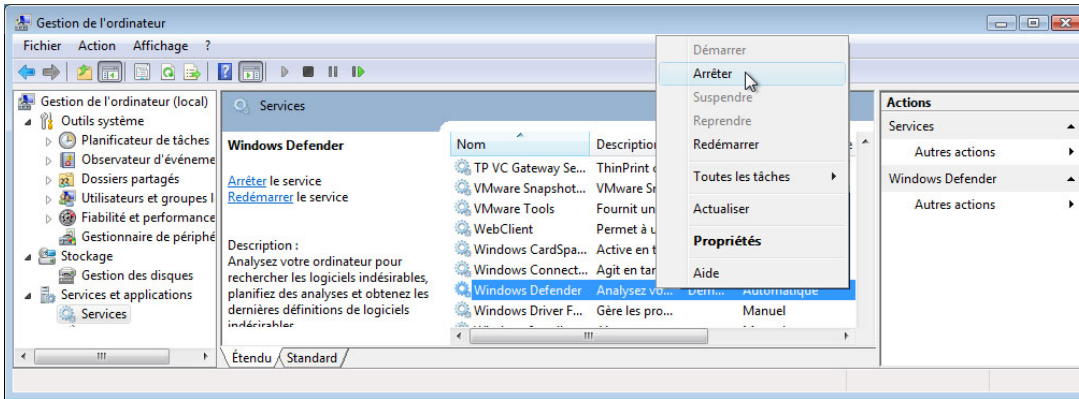 Gestion de l'ordinateur
Fichier Action Affichage ?
Gestion de l'ordinateur (local)
Outils système
Planificateur de tâches
Observateur d'événeme
Dossiers partagés
Utilisateurs et groupes l
Fiabilité et performance
Gestionnaire de périphé
Stockage
Gestion des disques
Services et applications
Services
Services
Windows Defender
Arrêter le service
Redémarrer le service
Description :
Analysez votre ordinateur pour
rechercher les logiciels indésirables,
planifiez des analyses et obtenez les
dernières définitions de logiciels
indésirables
Nom Description
TP VC Gateway Se... ThinPrint
VMware Snapshot... VMware Sn
VMware Tools Fournit un
WebClient Permet à u
Windows CardSpa... Active en t
Windows Connect... Agit en tar
Windows Defender Analysez vo... Dém... Automatique
Windows Driver F... Gère les pro... Manuel
Démarrer
Arrêter
Suspendre
Reprendre
Redémarrer
Toutes les tâches
Actualiser
Propriétés
Aide
Actions
Services
Autres actions
Windows Defender
Autres actions
Étendu Standard